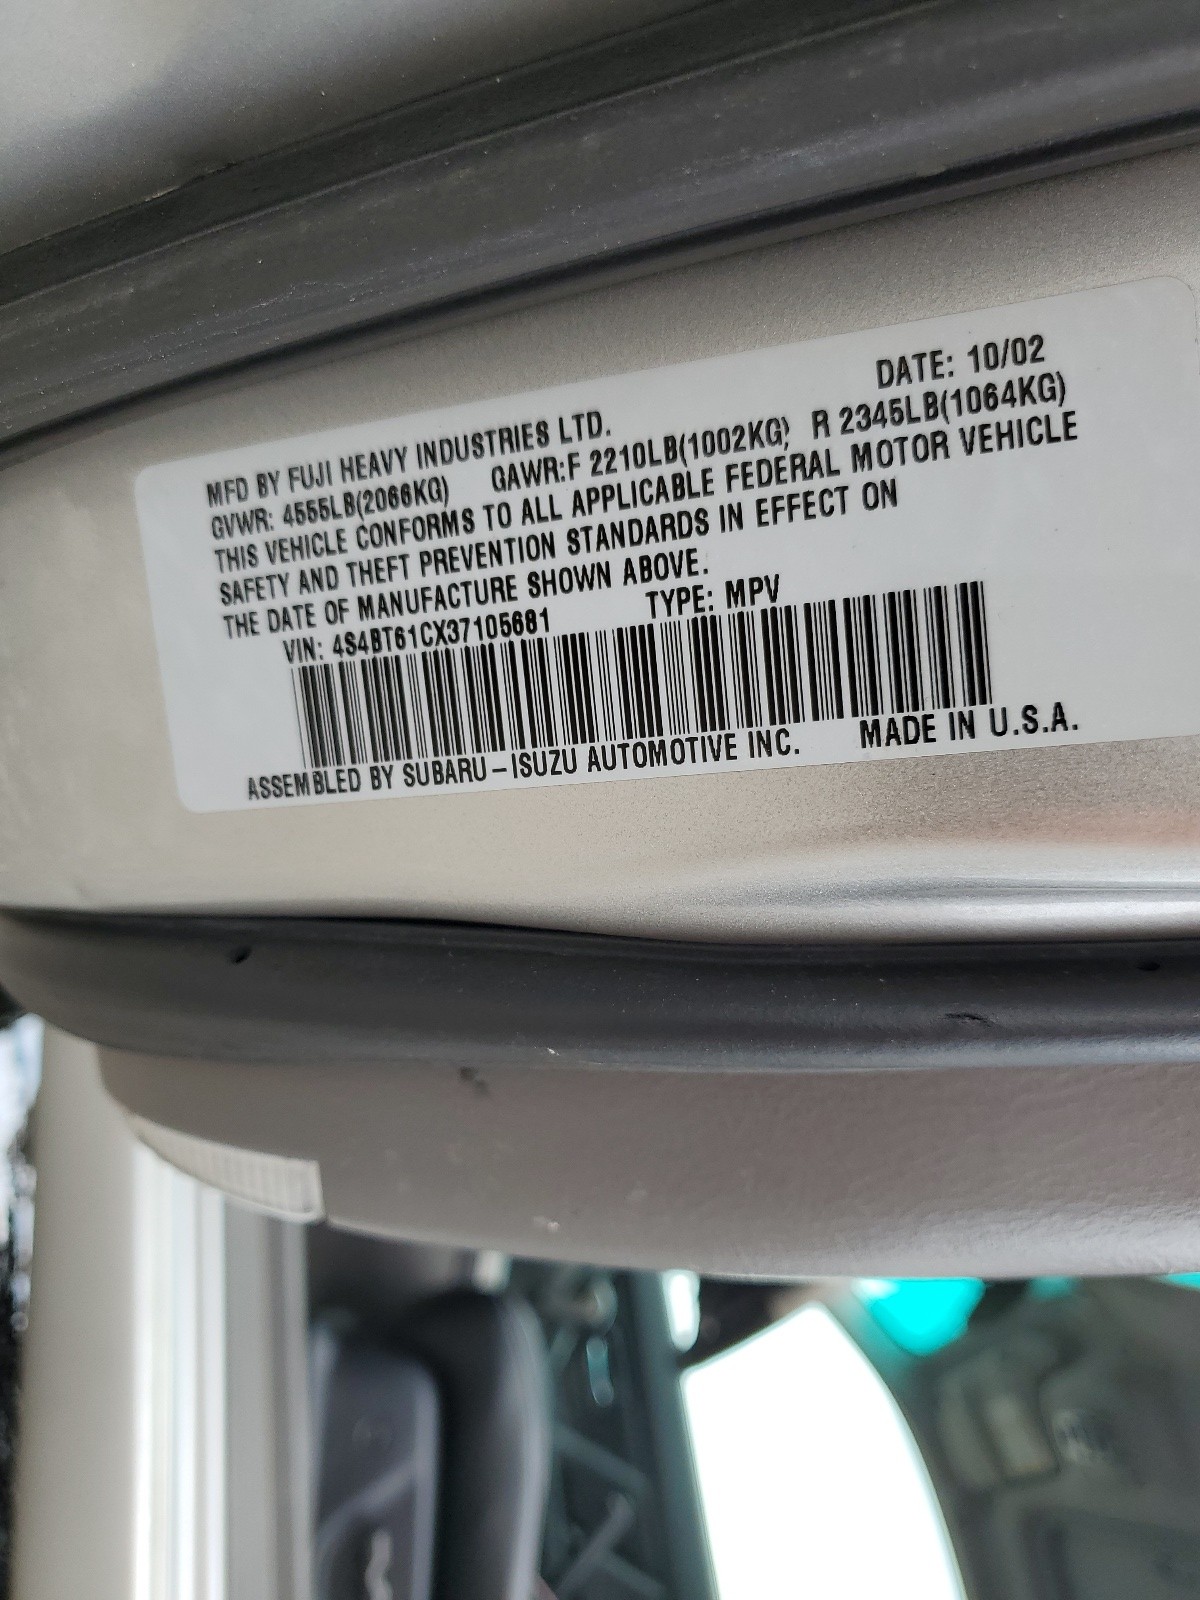 DATE: 10/02
MFD BY FUJI HEAVY INDUSTRIES LTD.
GVWR: 4555LB(2066KG) GAWR:F 2210LB(1002KG) R 2345LB(1064KG)
THIS VEHICLE CONFORMS TO ALL APPLICABLE FEDERAL MOTOR VEHICLE
SAFETY AND THEFT PREVENTION STANDARDS IN EFFECT ON
THE DATE OF MANUFACTURE SHOWN ABOVE.
VIN: 4S4BT61CX37105681 TYPE: MPV
ASSEMBLED BY SUBARU-ISUZU AUTOMOTIVE INC. MADE IN U.S.A.